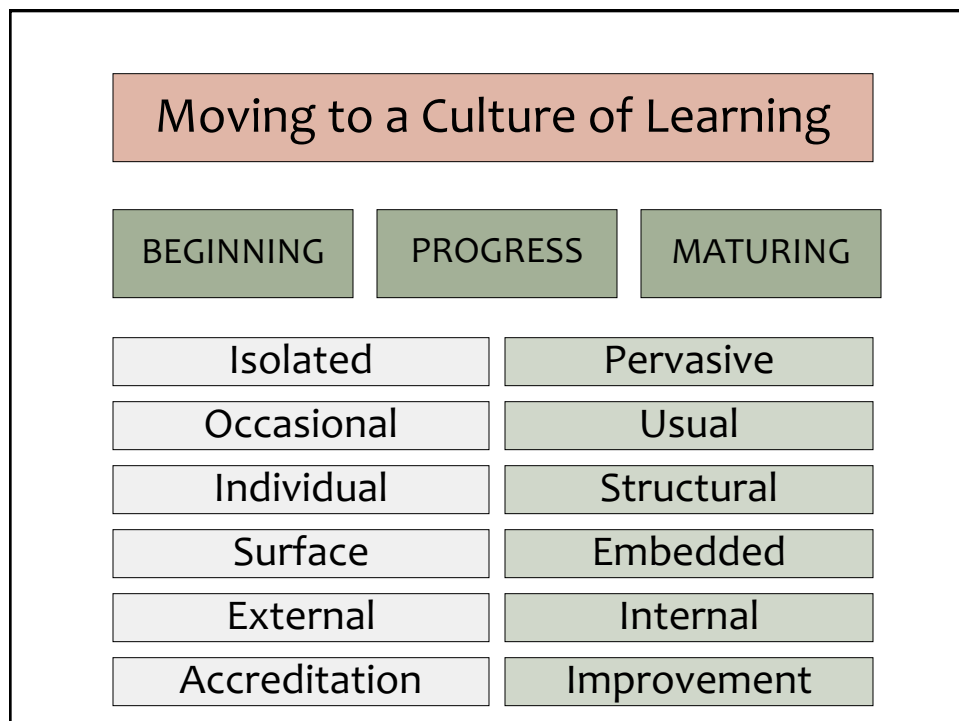 Moving to a Culture of Learning
BEGINNING PROGRESS MATURING
Isolated Pervasive
Occasional Usual
Individual Structural
Surface Embedded
External Internal
Accreditation Improvement